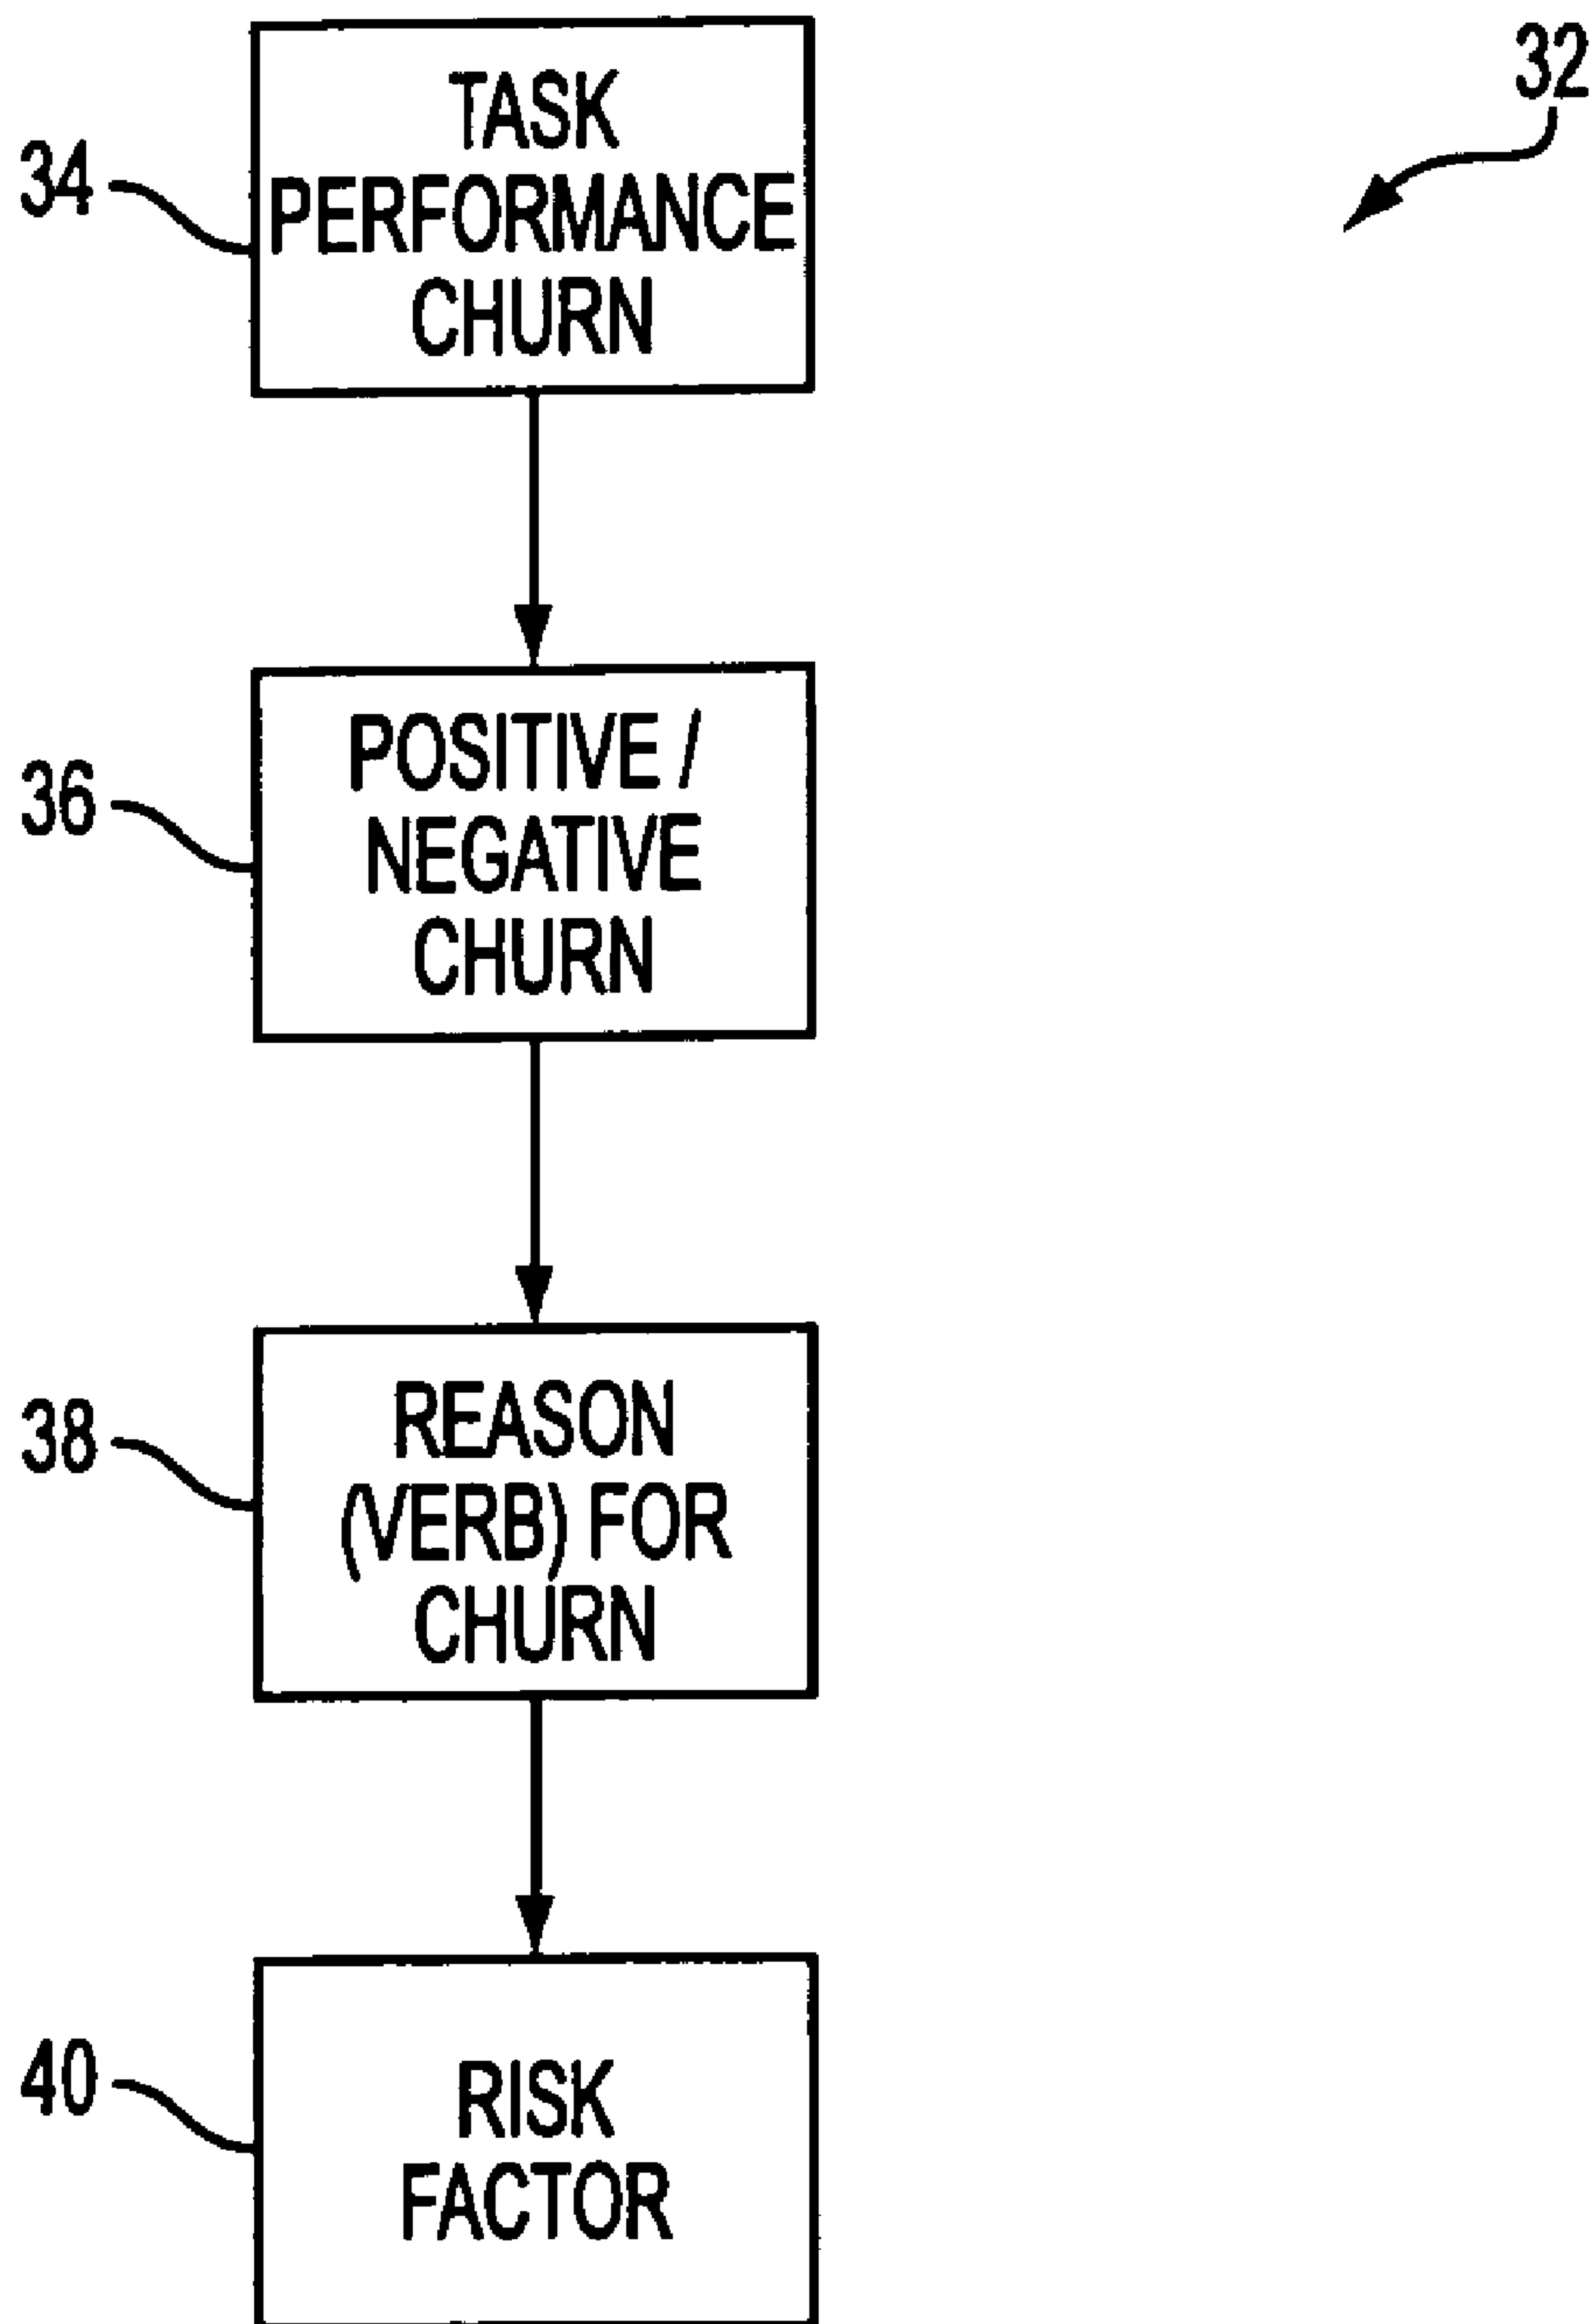 32
34
TASK
PERFORMANCE
CHURN
36
POSITIVE /
NEGATIVE
CHURN
38
REASON
(VERB) FOR
CHURN
40
RISK
FACTOR